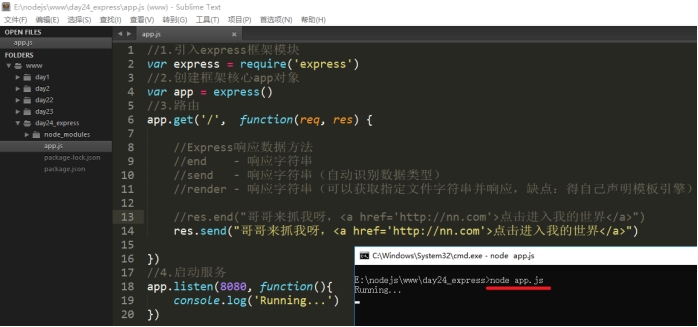 E:\nodejs\www\day24_express\app.js (www) - Sublime Text
文件(F) 编辑(E) 选择(S) 查找(I) 查看(V) 转到(G) 工具(T) 项目(P) 首选项(N) 帮助(H)
OPEN FILES
app.js
FOLDERS
www
day1
day2
day22
day23
day24_express
node_modules
app.js
package-lock.json
package.json
app.js
1 //1.引入express框架模块
2 var express = require('express')
3 //2.创建框架核心app对象
4 var app = express()
5 //3.路由
6 app.get('/', function(req, res) {
7
8 //Express响应数据方法
9 //end - 响应字符串
10 //send - 响应字符串（自动识别数据类型）
11 //render - 响应字符串（可以获取指定文件字符串并响应，缺点：得自己声明模板引擎）
12
13 //res.end("哥哥来抓我呀，<a href='http://nn.com'>点击进入我的世界</a>")
14 res.send("哥哥来抓我呀，<a href='http://nn.com'>点击进入我的世界</a>")
15
16 })
17 //4.启动服务
18 app.listen(8080, function(){
19 console.log('Running...')
20 })
C:\Windows\System32\cmd.exe - node app.js
E:\nodejs\www\day24_express>node app.js
Running...